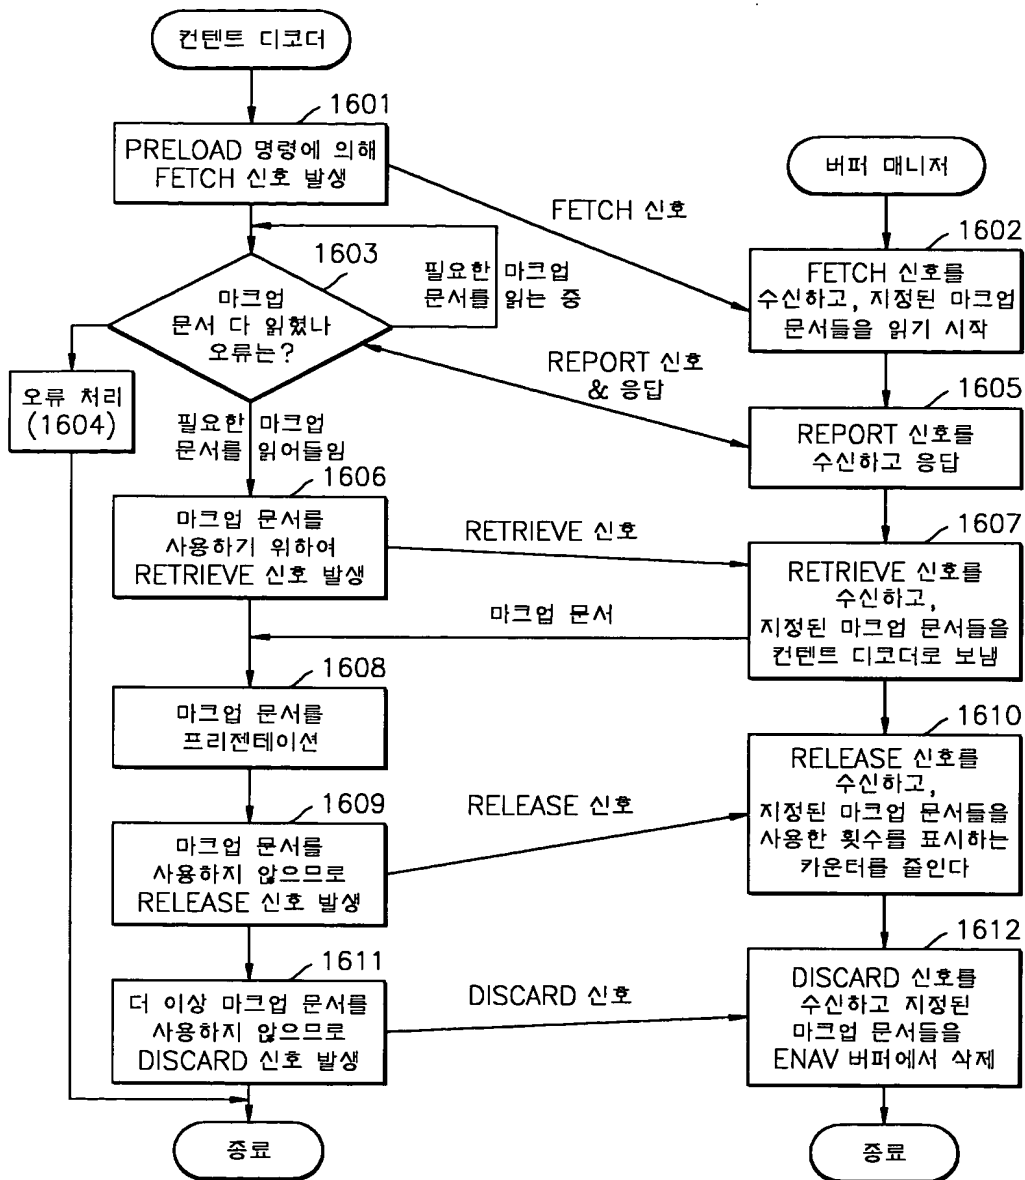 컨텐트 디코더
1601
PRELOAD 명령에 의해
FETCH 신호 발생
버퍼 매니저
FETCH 신호
1602
FETCH 신호를
수신하고, 지정된 마크업
문서들을 읽기 시작
1603
마크업
문서 다 읽혔나
오류는?
필요한 마크업
문서를 읽는 중
REPORT 신호
& 응답
오류 처리
(1604)
1605
REPORT 신호를
수신하고 응답
필요한 마크업
문서를 읽어들임
1606
마크업 문서를
사용하기 위하여
RETRIEVE 신호 발생
RETRIEVE 신호
1607
RETRIEVE 신호를
수신하고,
지정된 마크업 문서들을
컨텐트 디코더로 보냄
마크업 문서
1608
마크업 문서를
프리젠테이션
1610
RELEASE 신호를
수신하고,
지정된 마크업 문서들을
사용한 횟수를 표시하는
카운터를 줄인다
1609
마크업 문서를
사용하지 않으므로
RELEASE 신호 발생
RELEASE 신호
1611
더 이상 마크업 문서를
사용하지 않으므로
DISCARD 신호 발생
DISCARD 신호
1612
DISCARD 신호를
수신하고 지정된
마크업 문서들을
ENAV 버퍼에서 삭제
종료
종료